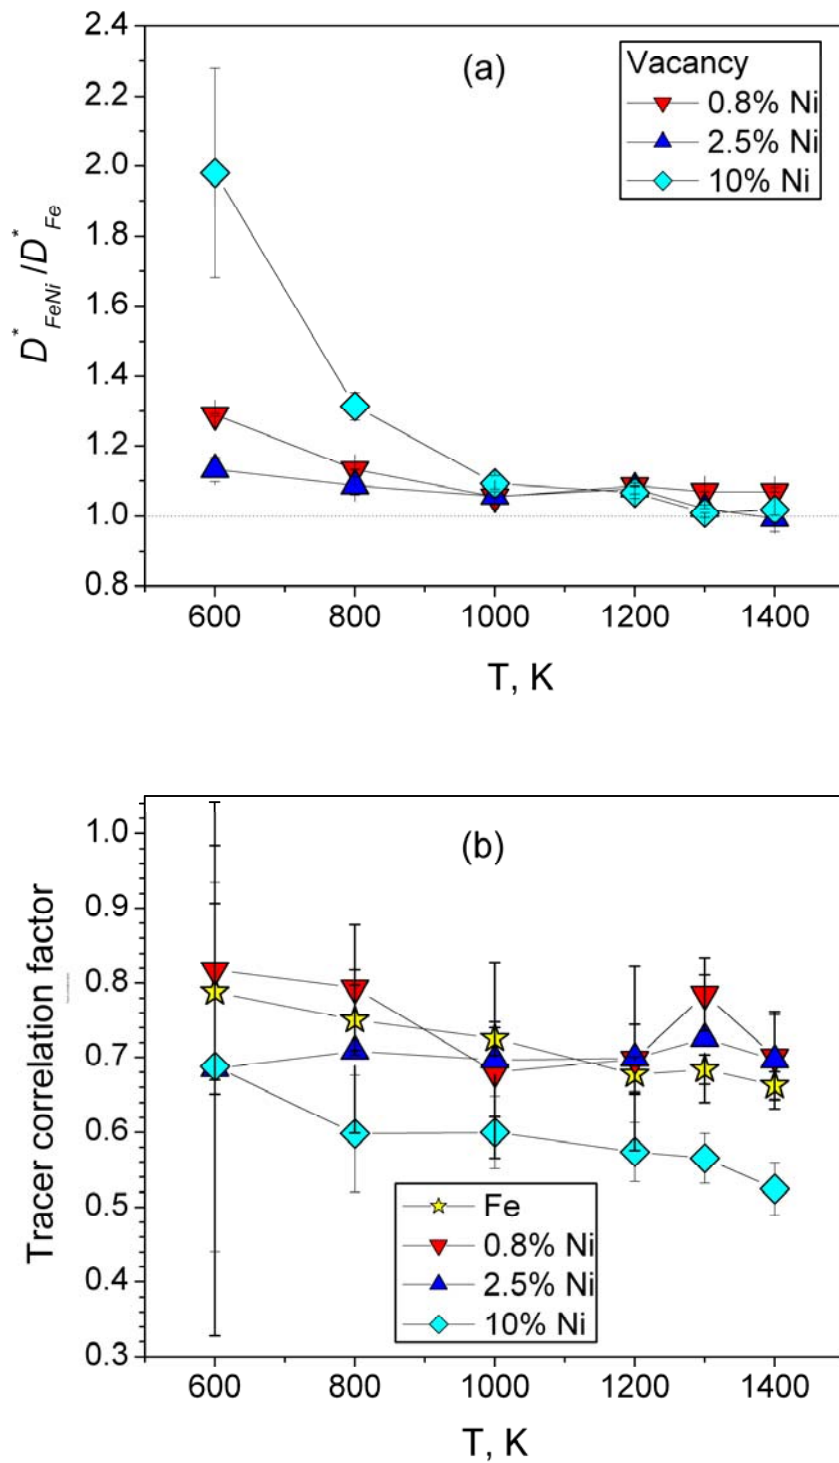 2.4
2.2
2.0
1.8
1.6
1.4
1.2
1.0
0.8
D*FeNi /D*Fe
(a)
Vacancy
0.8% Ni
2.5% Ni
10% Ni
600 800 1000 1200 1400
T, K
1.0
0.9
0.8
0.7
0.6
0.5
0.4
0.3
Tracer correlation factor
(b)
Fe
0.8% Ni
2.5% Ni
10% Ni
600 800 1000 1200 1400
T, K